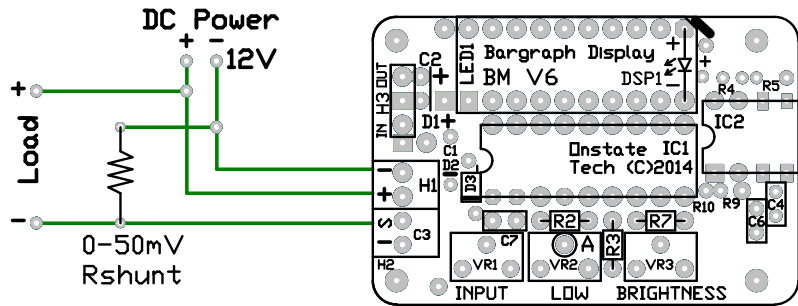 DC Power
+ -
12V
+
Load
-
0-50mV
Rshunt
OUT
H3
IN
C2
+
D1+
LED1
Bargraph Display
BM V6
+
DSP1
-
+
R4
R5
IC2
C1
D2
D3
Onstate IC1
Tech (C)2014
-
+
H1
S
-
C3
H2
C7
R2
R3
R7
R10
R9
C6
C4
VR1
VR2
A
VR3
INPUT
LOW
BRIGHTNESS